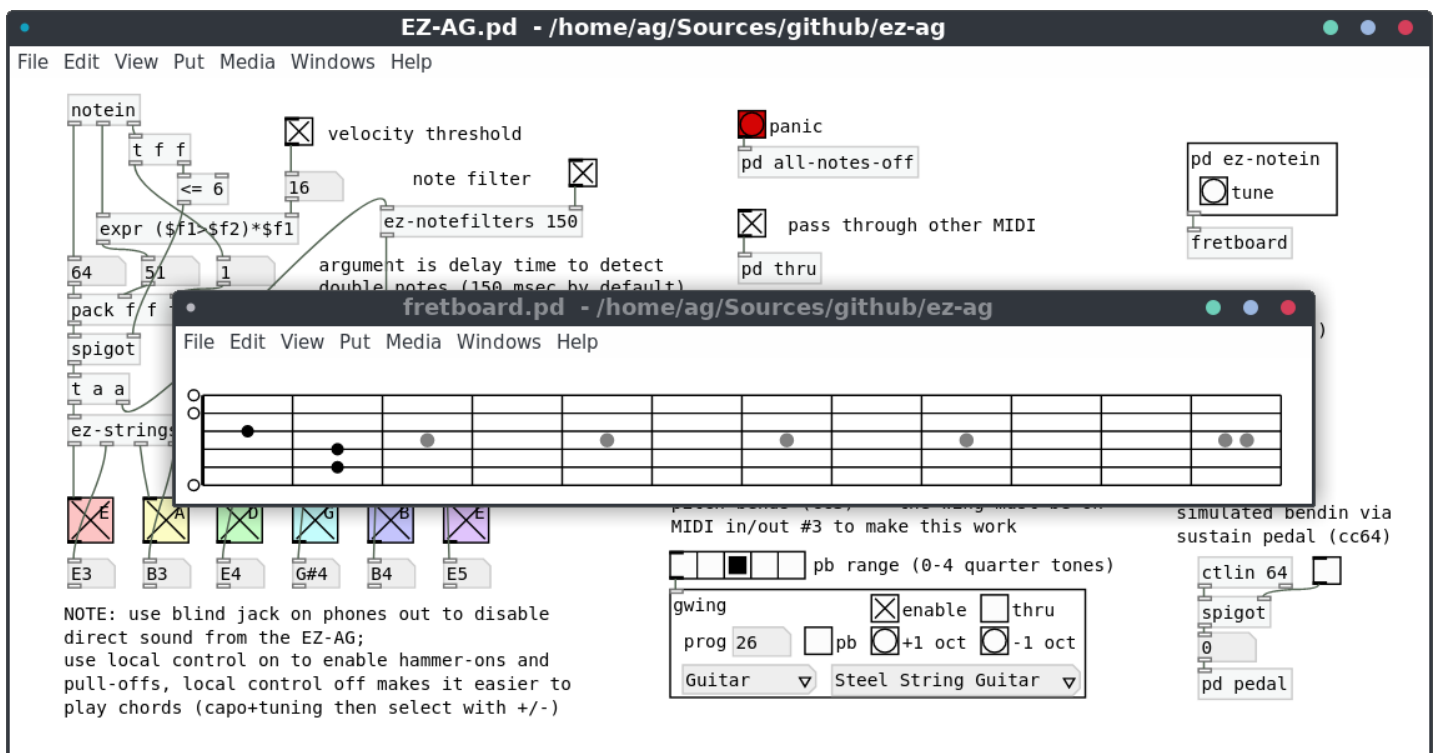 EZ-AG.pd - /home/ag/Sources/github/ez-ag
File Edit View Put Media Windows Help
notein
velocity threshold
panic
t f f
pd all-notes-off
pd ez-notein
note filter
<= 6
16
tune
expr ($f1>$f2)*$f1
ez-notefilters 150
pass through other MIDI
fretboard
64
51
1
argument is delay time to detect
double notes (150 msec by default)
pd thru
pack f f
fretboard.pd - /home/ag/Sources/github/ez-ag
)
spigot
File Edit View Put Media Windows Help
t a a
ez-strings
E
A
D
G
B
E
MIDI in/out #3 to make this work
simulated bendin via
sustain pedal (cc64)
E3
B3
E4
G#4
B4
E5
pb range (0-4 quarter tones)
ctlin 64
NOTE: use blind jack on phones out to disable
direct sound from the EZ-AG;
use local control on to enable hammer-ons and
pull-offs, local control off makes it easier to
play chords (capo+tuning then select with +/-)
gwing
enable
thru
prog 26
pb
+1 oct
-1 oct
Guitar
Steel String Guitar
spigot
0
pd pedal